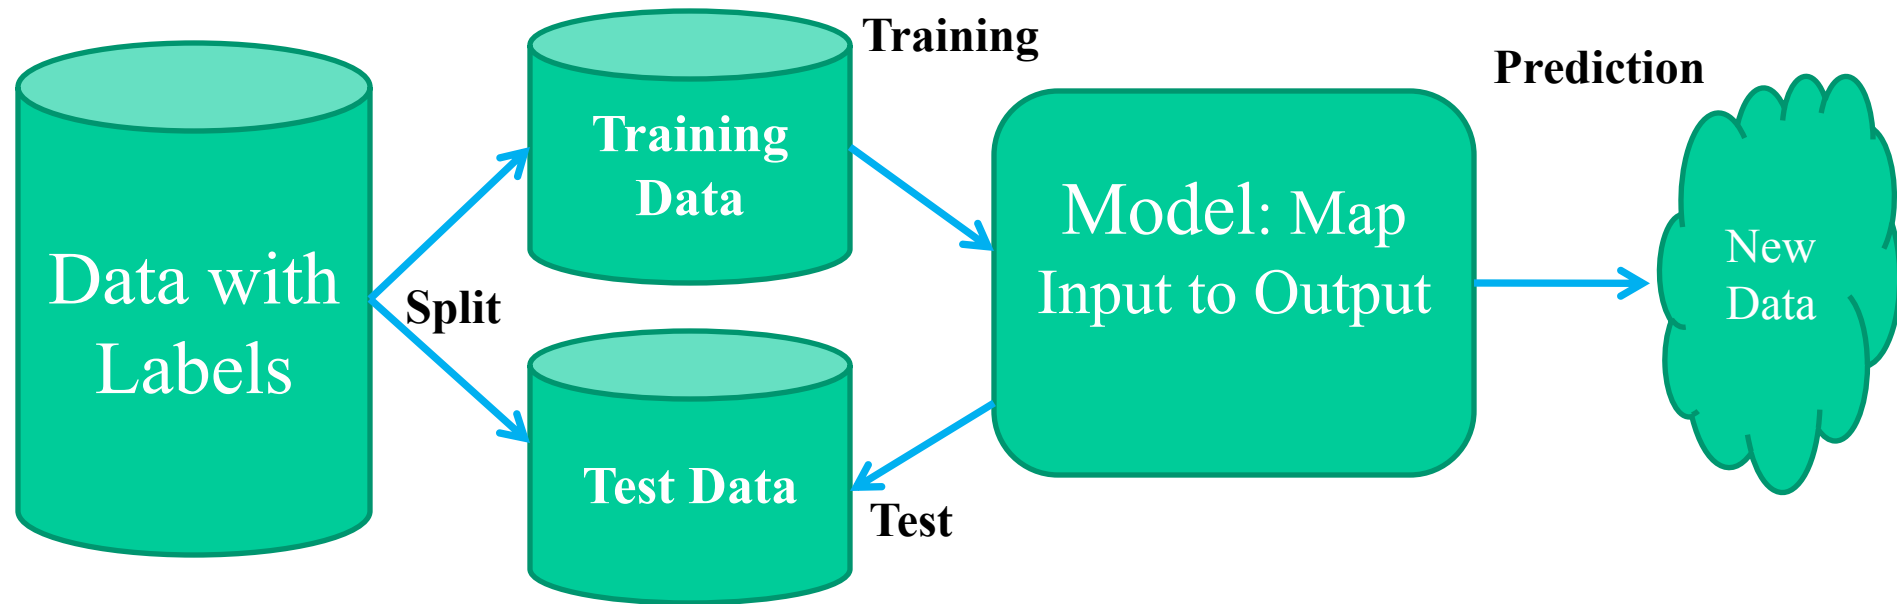 Data with
Labels
Split
Training
Training
Data
Test Data
Test
Model: Map
Input to Output
Prediction
New
Data